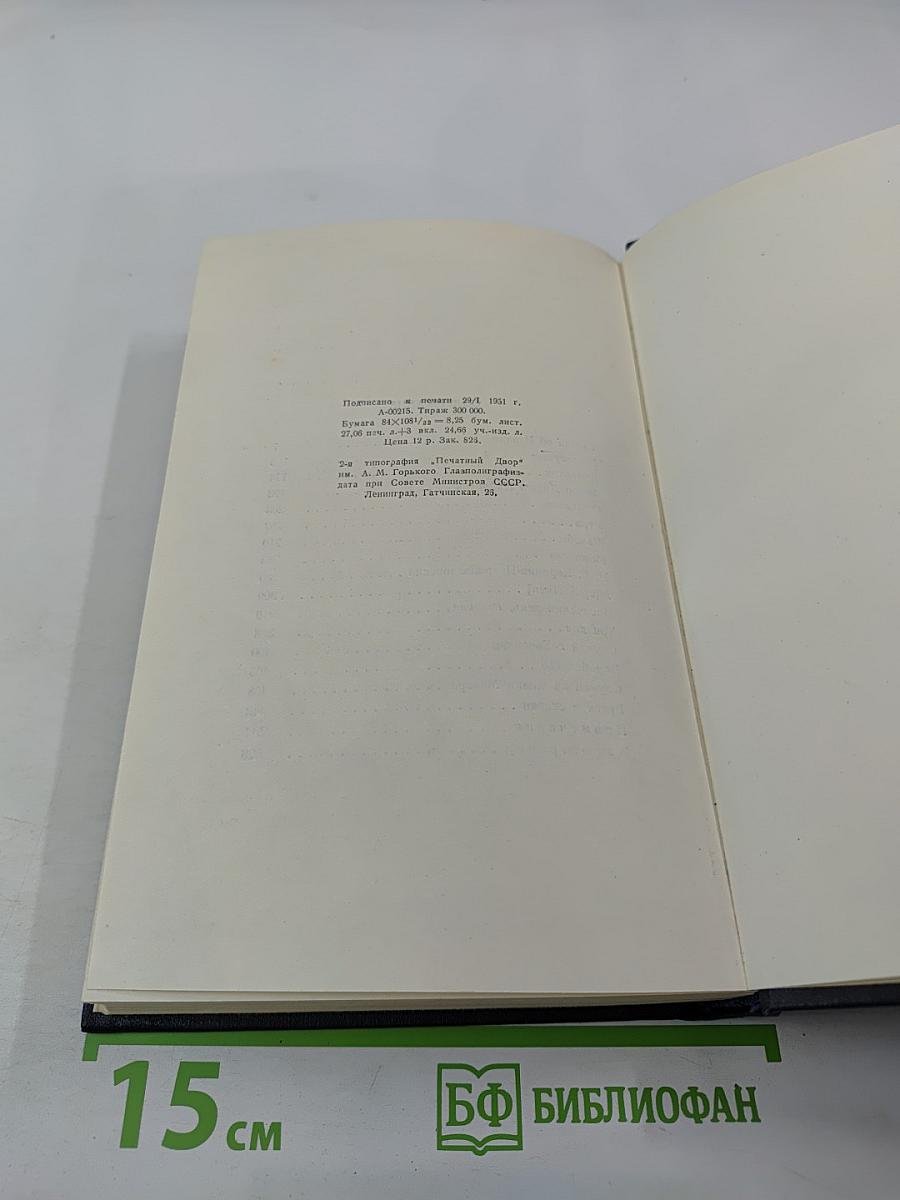 Подписано к печати 29/I 1951 г.
А-00215. Тираж 300 000.
Бумага 84×108¹/₃₂ = 8,25 бум. лист.
27,06 печ. л.+3 вкл. 24,66 уч.-изд. л.
Цена 12 р. Зак. 823.
2-я типография „Печатный Двор"
им. А. М. Горького Главполиграфиз-
дата при Совете Министров СССР.
Ленинград, Гатчинская, 26.
15 см
БФ БИБЛИОФАН